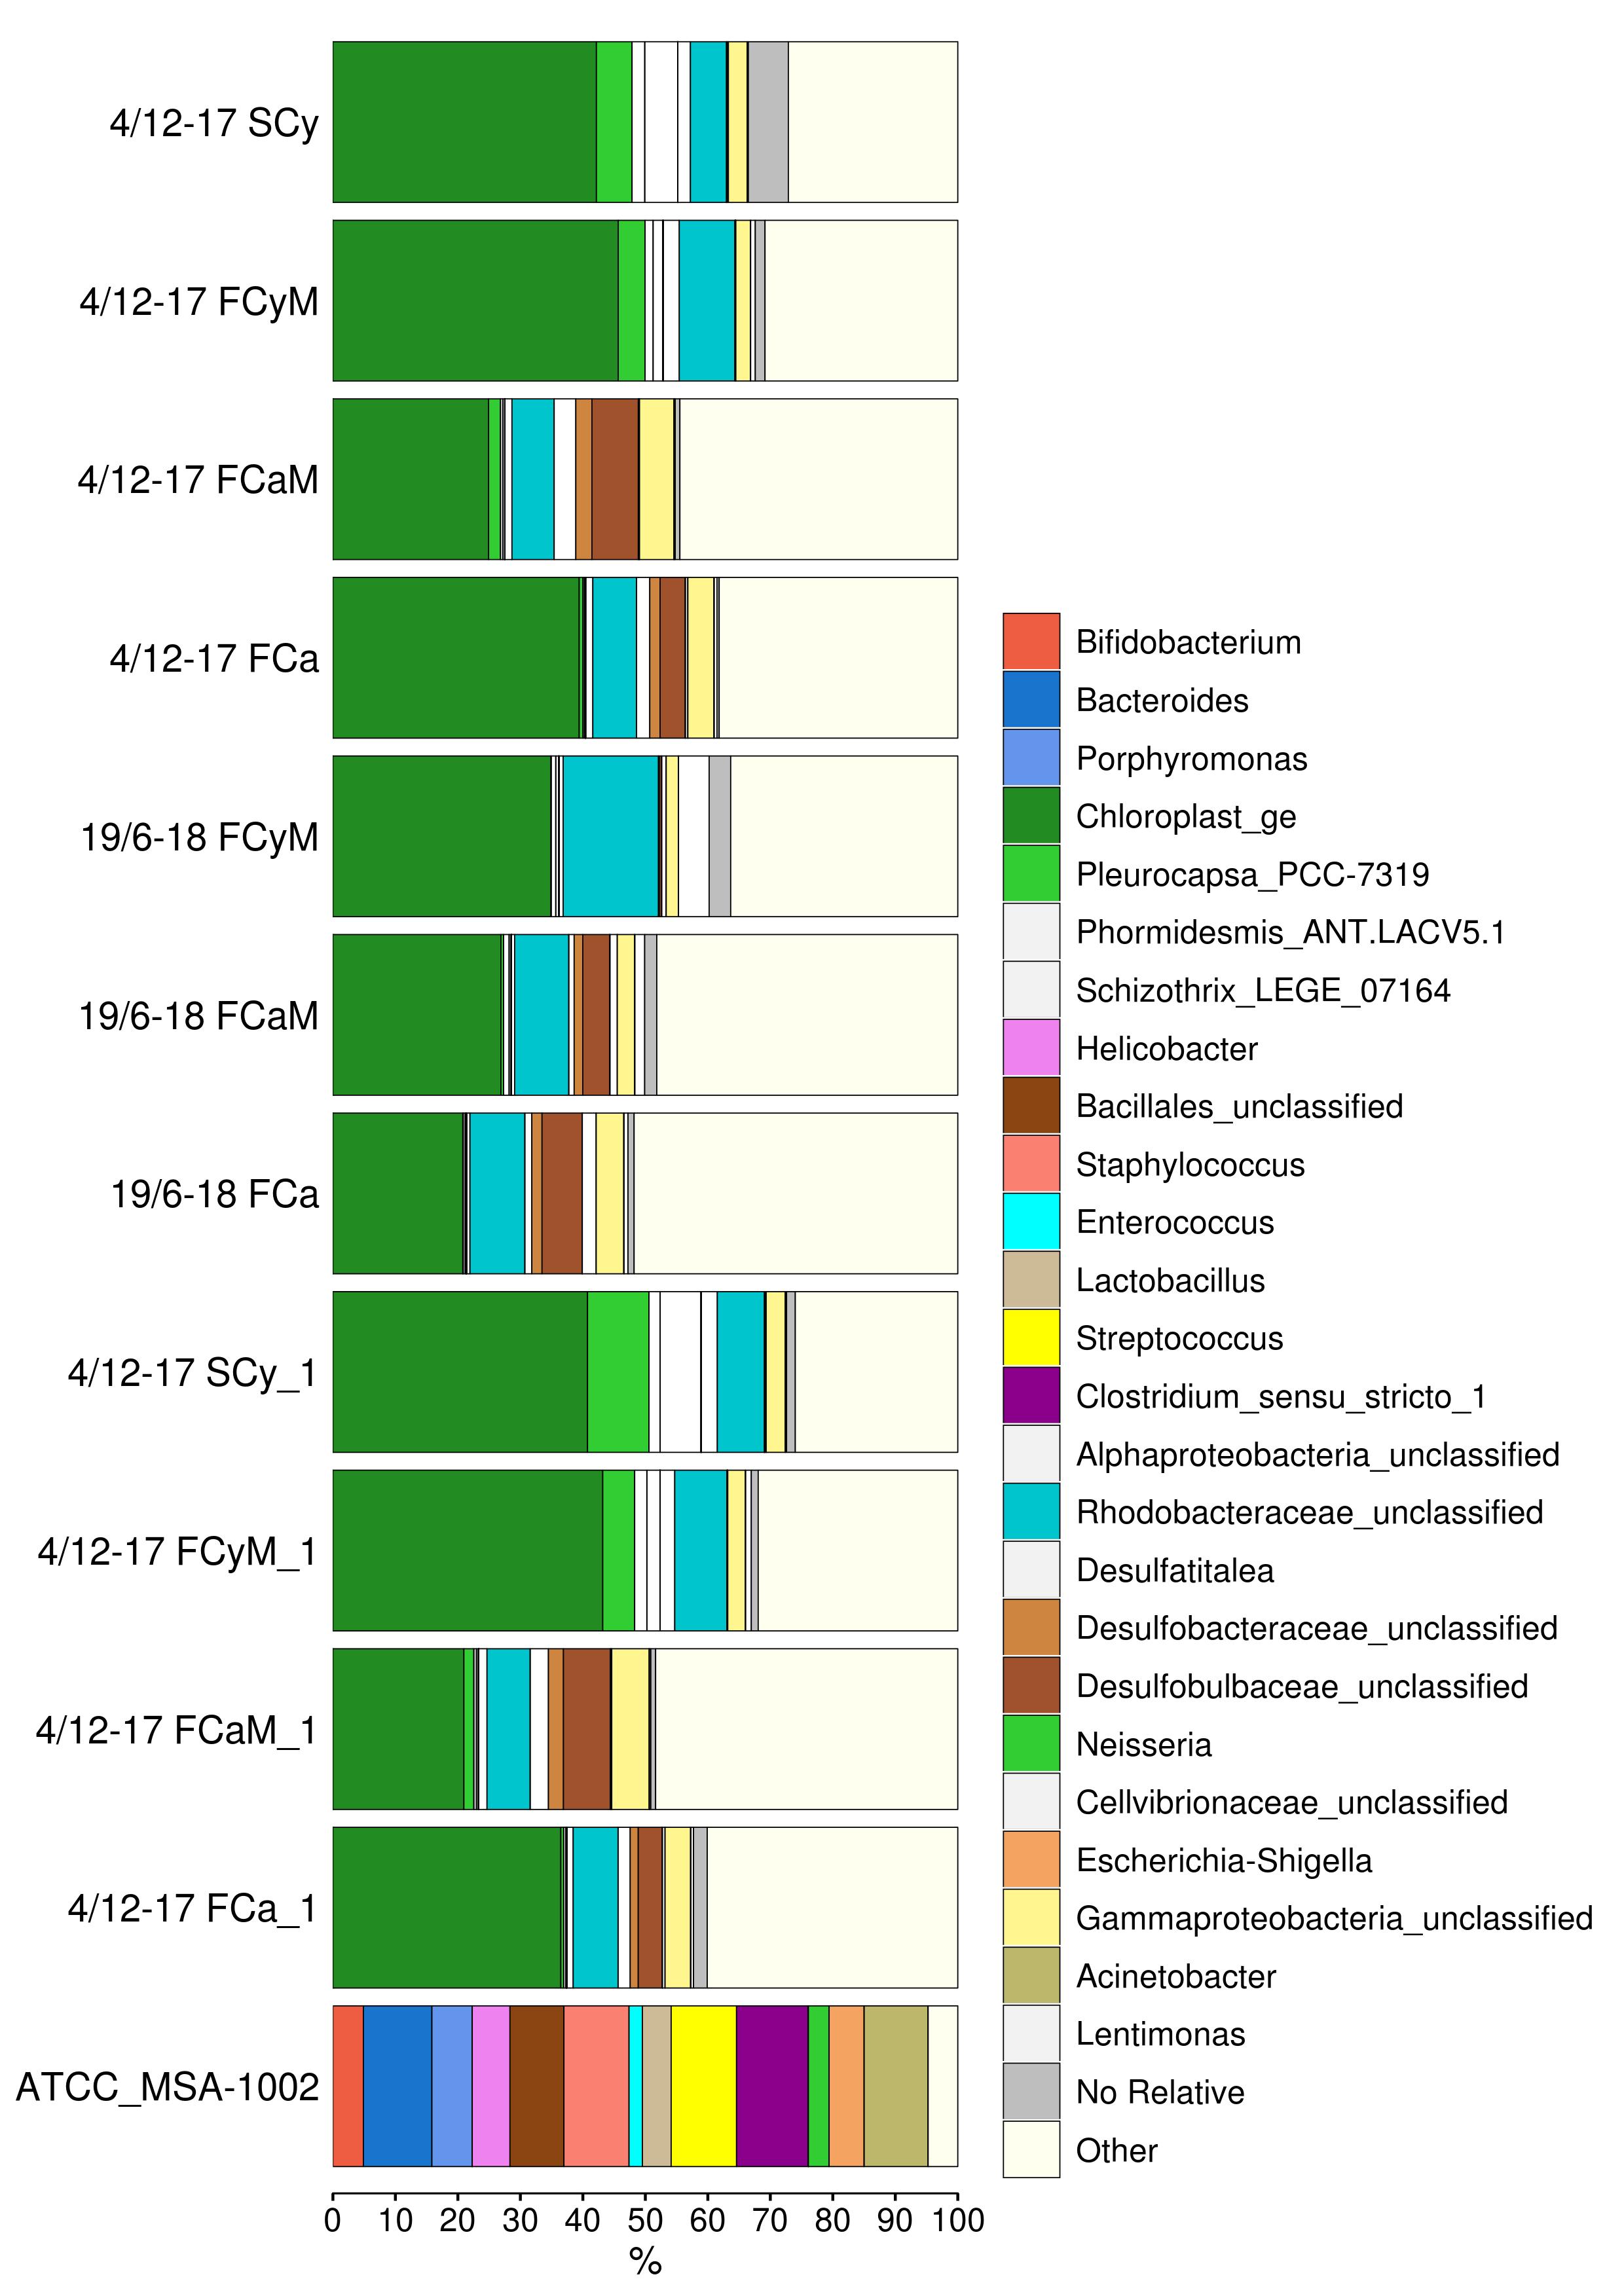 4/12-17 SCy
4/12-17 FCyM
4/12-17 FCaM
4/12-17 FCa
19/6-18 FCyM
19/6-18 FCaM
19/6-18 FCa
4/12-17 SCy_1
4/12-17 FCyM_1
4/12-17 FCaM_1
4/12-17 FCa_1
ATCC_MSA-1002
0 10 20 30 40 50 60 70 80 90 100
%
Bifidobacterium
Bacteroides
Porphyromonas
Chloroplast_ge
Pleurocapsa_PCC-7319
Phormidesmis_ANT.LACV5.1
Schizothrix_LEGE_07164
Helicobacter
Bacillales_unclassified
Staphylococcus
Enterococcus
Lactobacillus
Streptococcus
Clostridium_sensu_stricto_1
Alphaproteobacteria_unclassified
Rhodobacteraceae_unclassified
Desulfatitalea
Desulfobacteraceae_unclassified
Desulfobulbaceae_unclassified
Neisseria
Cellvibrionaceae_unclassified
Escherichia-Shigella
Gammaproteobacteria_unclassified
Acinetobacter
Lentimonas
No Relative
Other